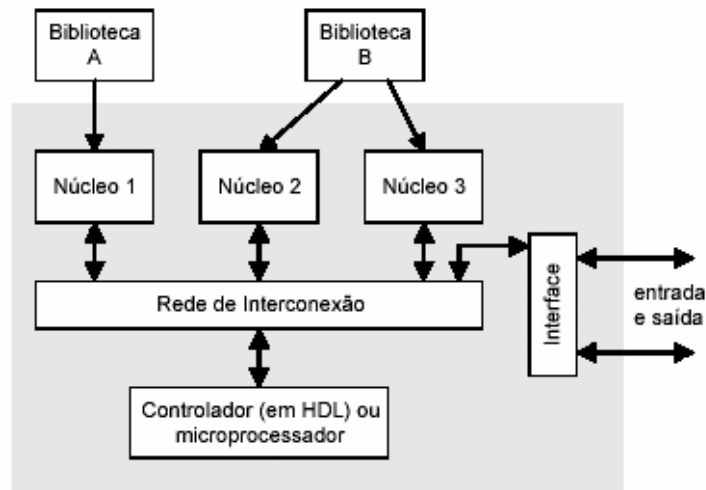 Biblioteca
A
Biblioteca
B
Núcleo 1
Núcleo 2
Núcleo 3
Rede de Interconexão
Interface
entrada
e saída
Controlador (em HDL) ou
microprocessador